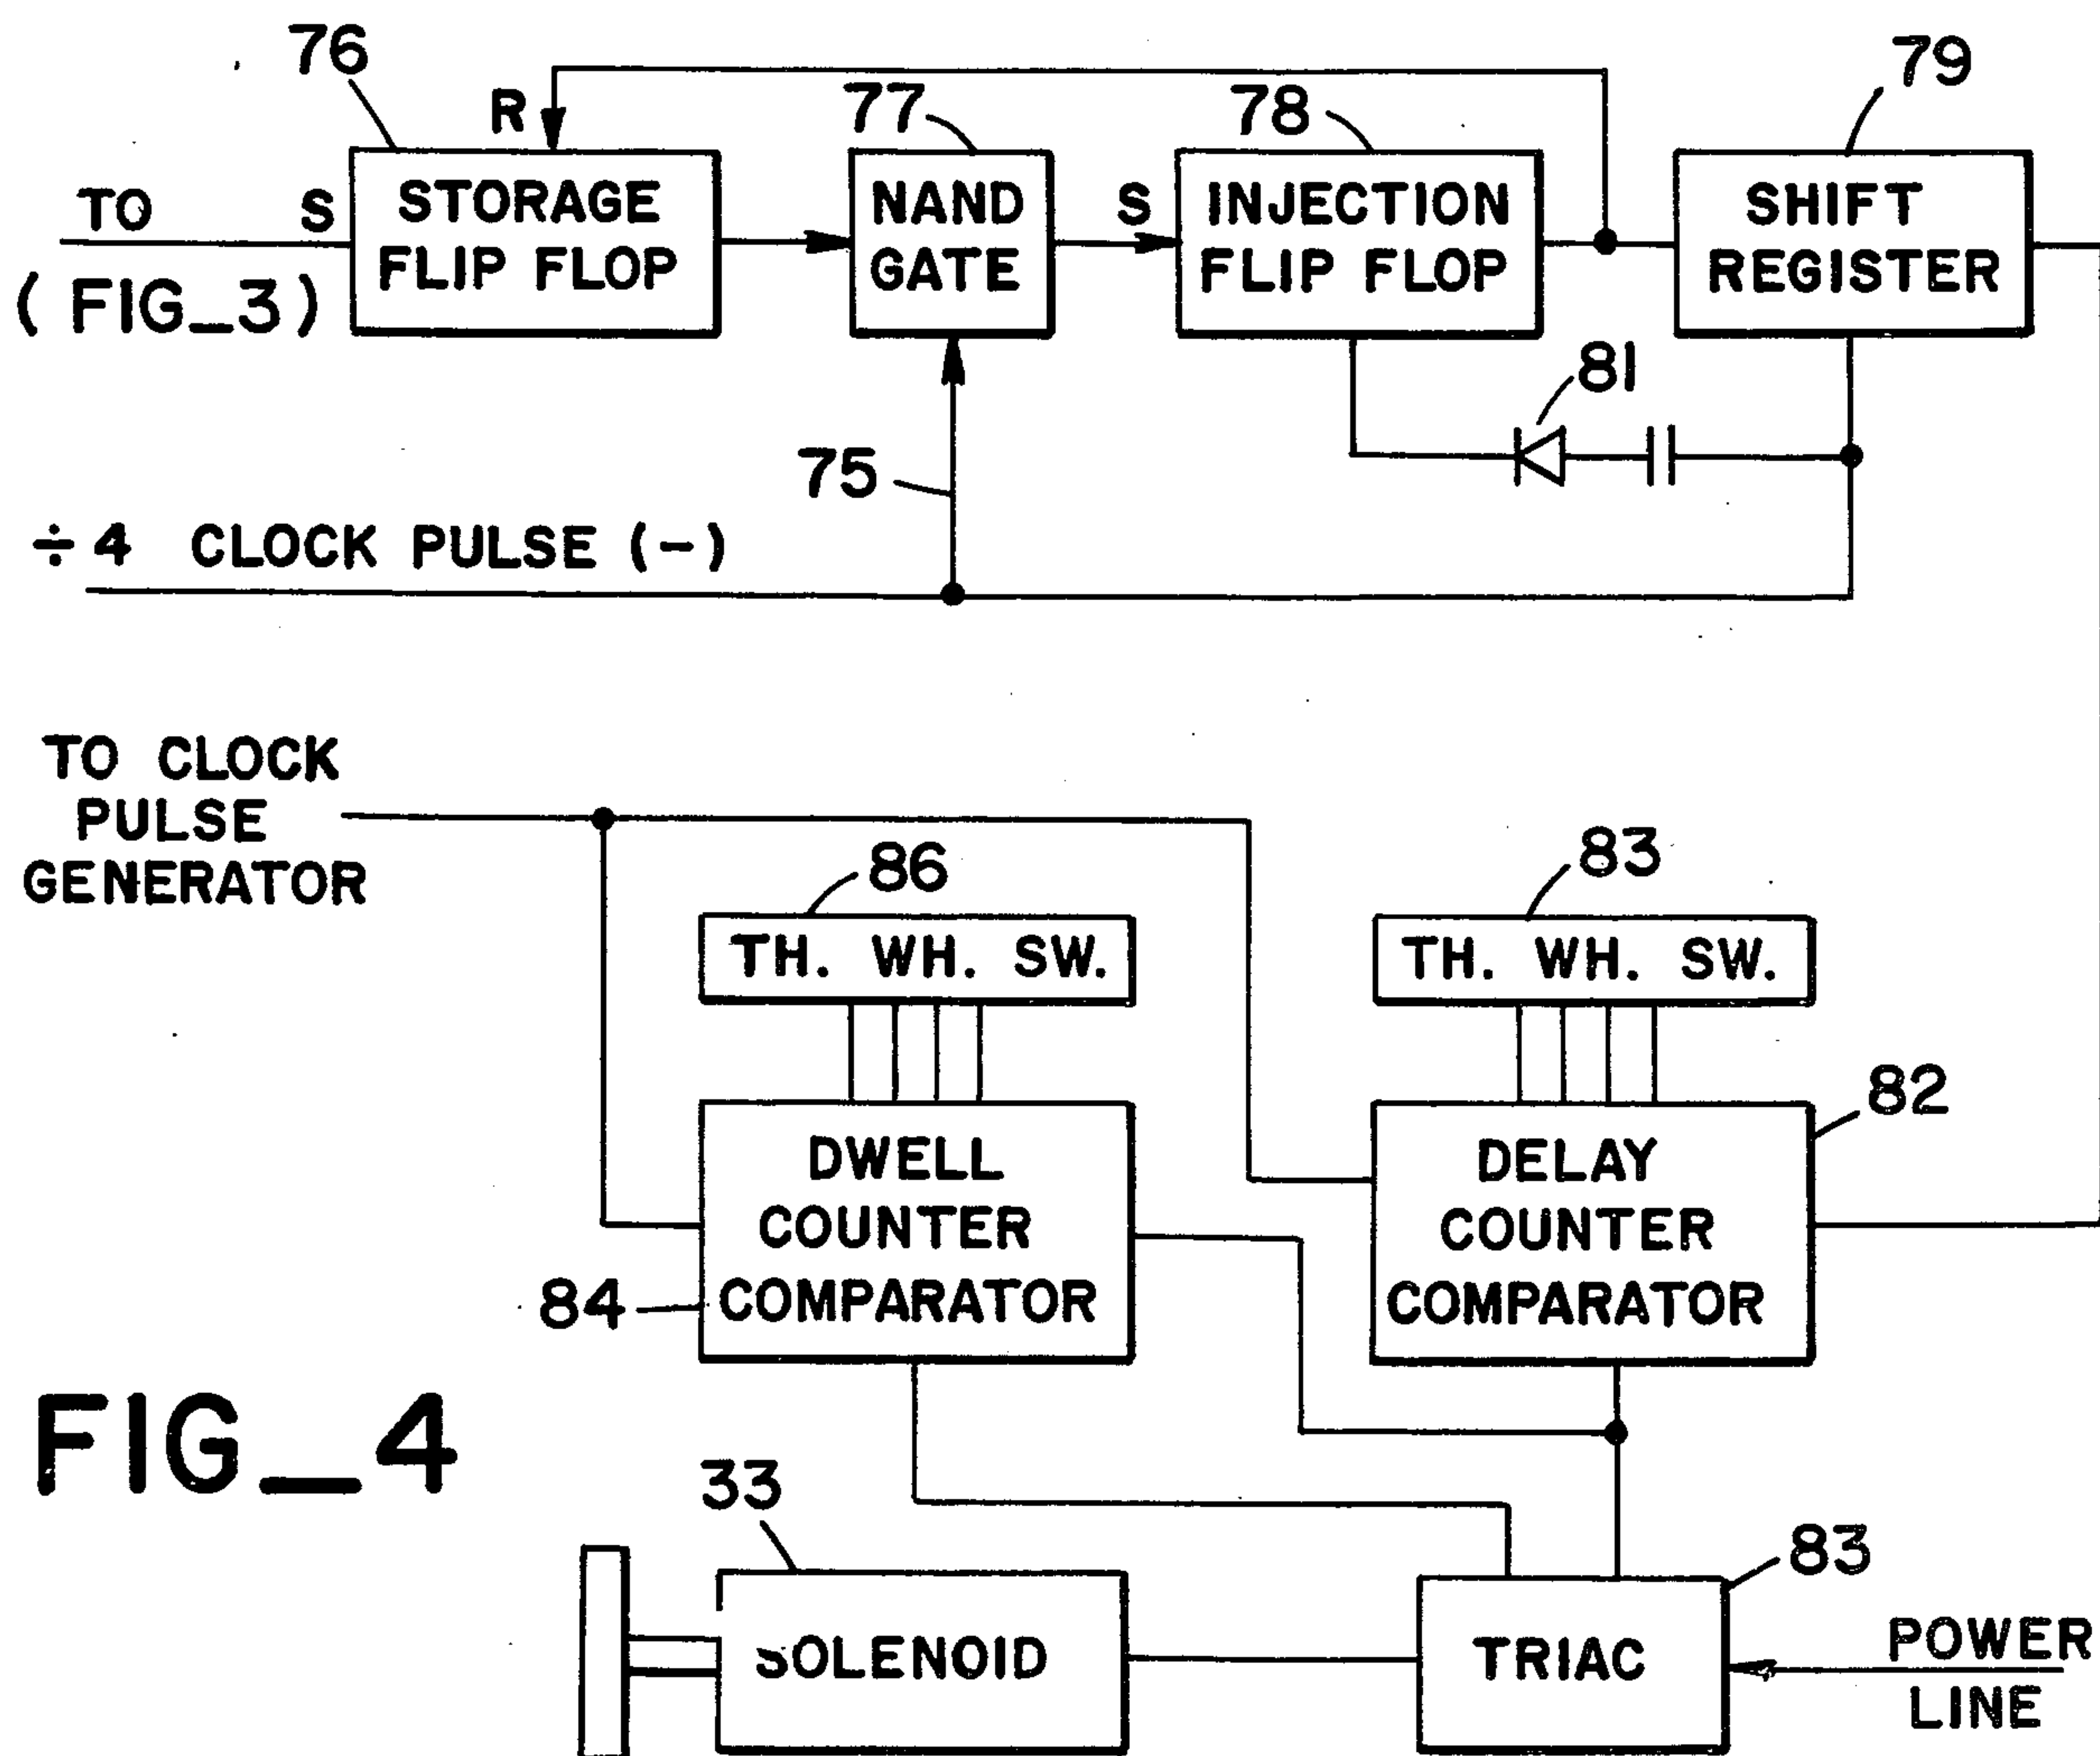 76
R
77
78
79
TO S
(FIG_3)
STORAGE
FLIP FLOP
NAND
GATE
S
INJECTION
FLIP FLOP
SHIFT
REGISTER
81
75
÷4 CLOCK PULSE (-)
TO CLOCK
PULSE
GENERATOR
86
83
TH. WH. SW.
TH. WH. SW.
82
DWELL
COUNTER
COMPARATOR
84
DELAY
COUNTER
COMPARATOR
FIG_4
33
83
SOLENOID
TRIAC
POWER
LINE